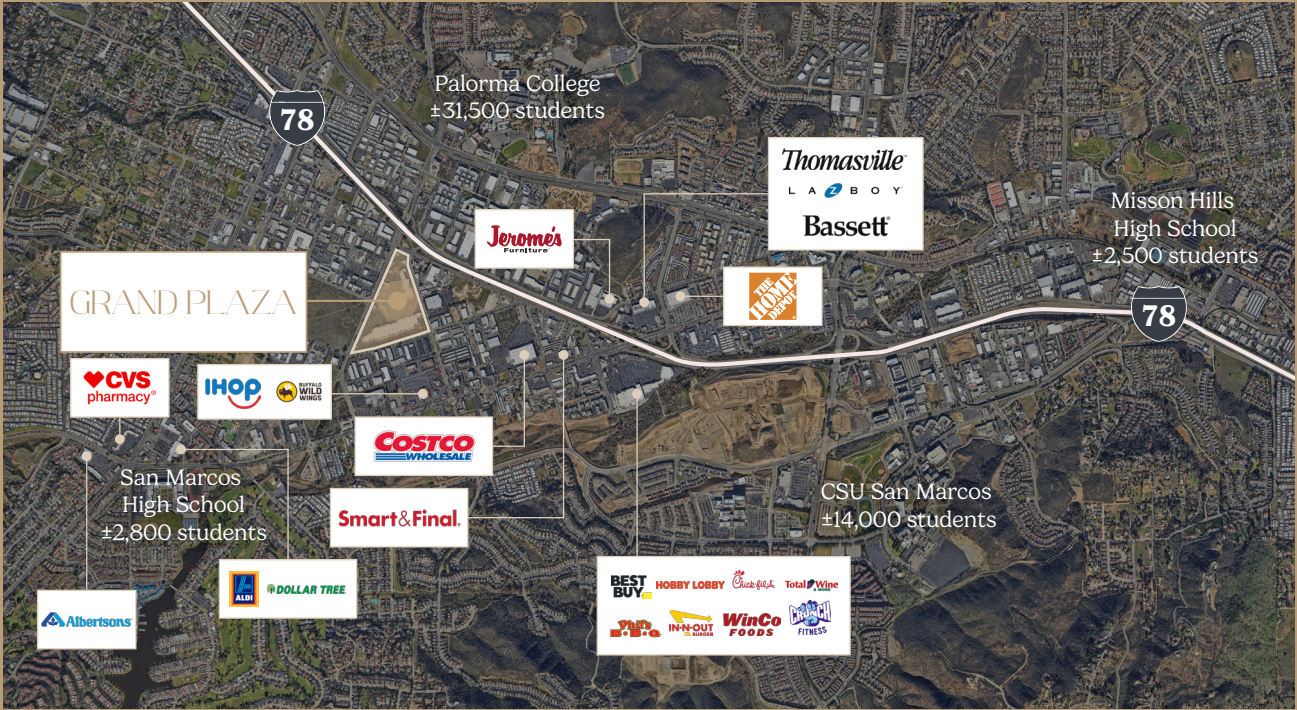 Palorma College
±31,500 students
78
Thomasville
LA Z BOY
Bassett
Misson Hills
High School
±2,500 students
Jerome's
Furniture
THE
HOME
DEPOT
GRAND PLAZA
78
CVS
pharmacy
IHOP
BUFFALO
WILD
WINGS
COSTCO
WHOLESALE
San Marcos
High School
±2,800 students
Smart&Final.
CSU San Marcos
±14,000 students
ALDI
DOLLAR TREE
Albertsons
BEST
BUY
HOBBY LOBBY
Chick-fil-A
Total Wine
& MORE
Phil's
B·B·Q
IN-N-OUT
BURGER
WinCo
FOODS
CRUNCH
FITNESS